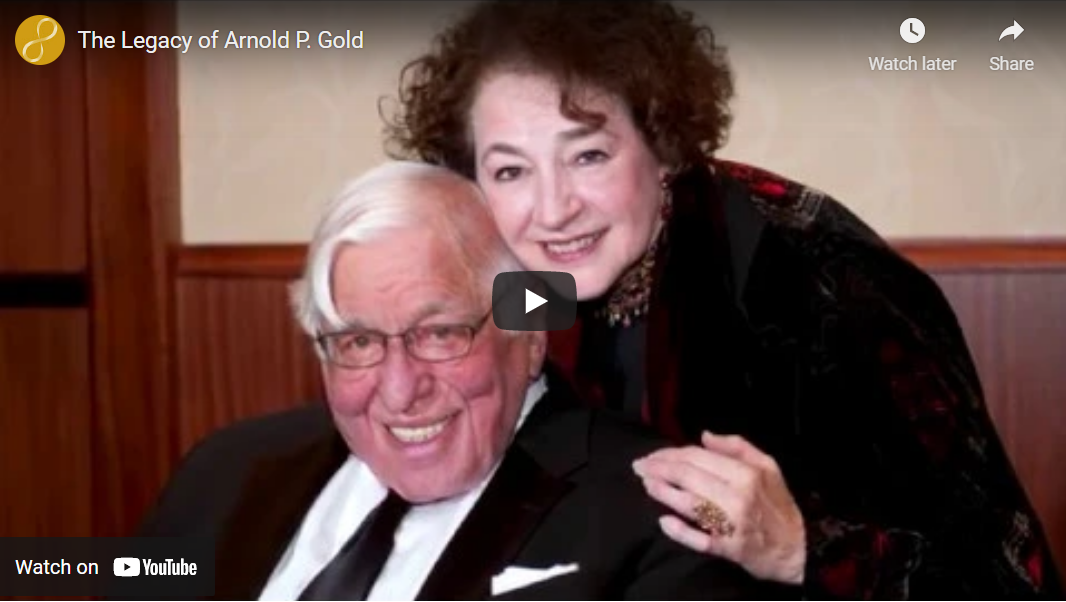 The Legacy of Arnold P. Gold
Watch later
Share
Watch on YouTube